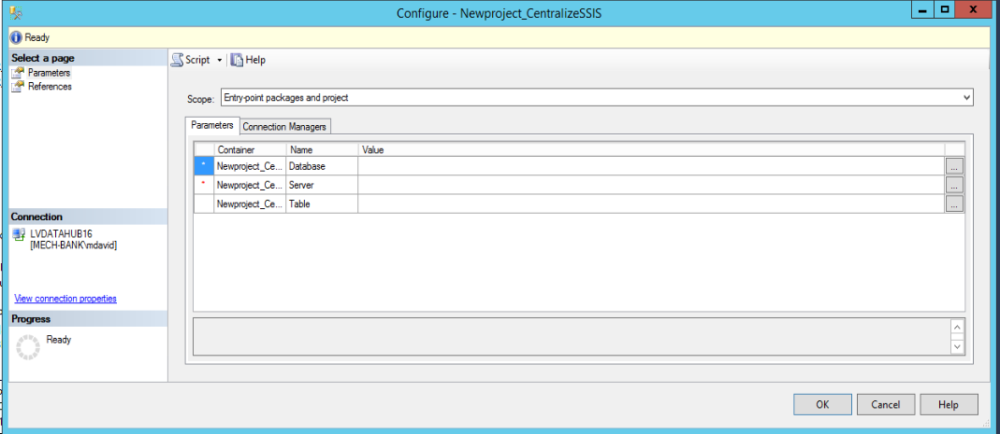 Configure - Newproject_CentralizeSSIS
Ready
Select a page
Parameters
References
Script
Help
Scope: Entry-point packages and project
Parameters Connection Managers
Container Name Value
* Newproject_Ce... Database ...
* Newproject_Ce... Server ...
Newproject_Ce... Table ...
Connection
LVDATAHUB16
[MECH-BANK\mdavid]
View connection properties
Progress
Ready
OK Cancel Help